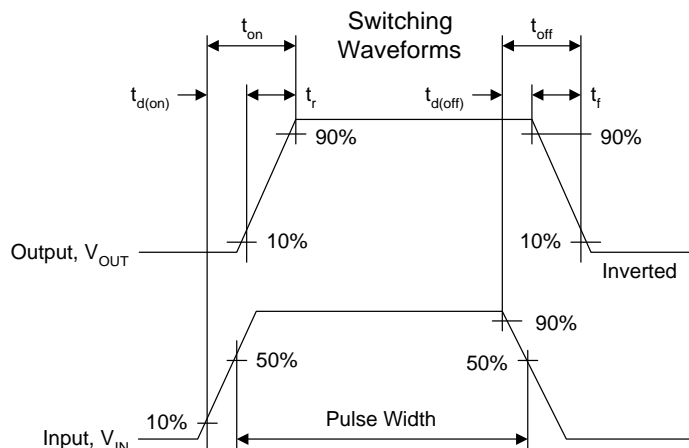 Switching
Waveforms
t_on
t_off
t_d(on)
t_r
t_d(off)
t_f
90%
90%
10%
10%
Output, V_OUT
Inverted
90%
50%
50%
10%
Pulse Width
Input, V_IN